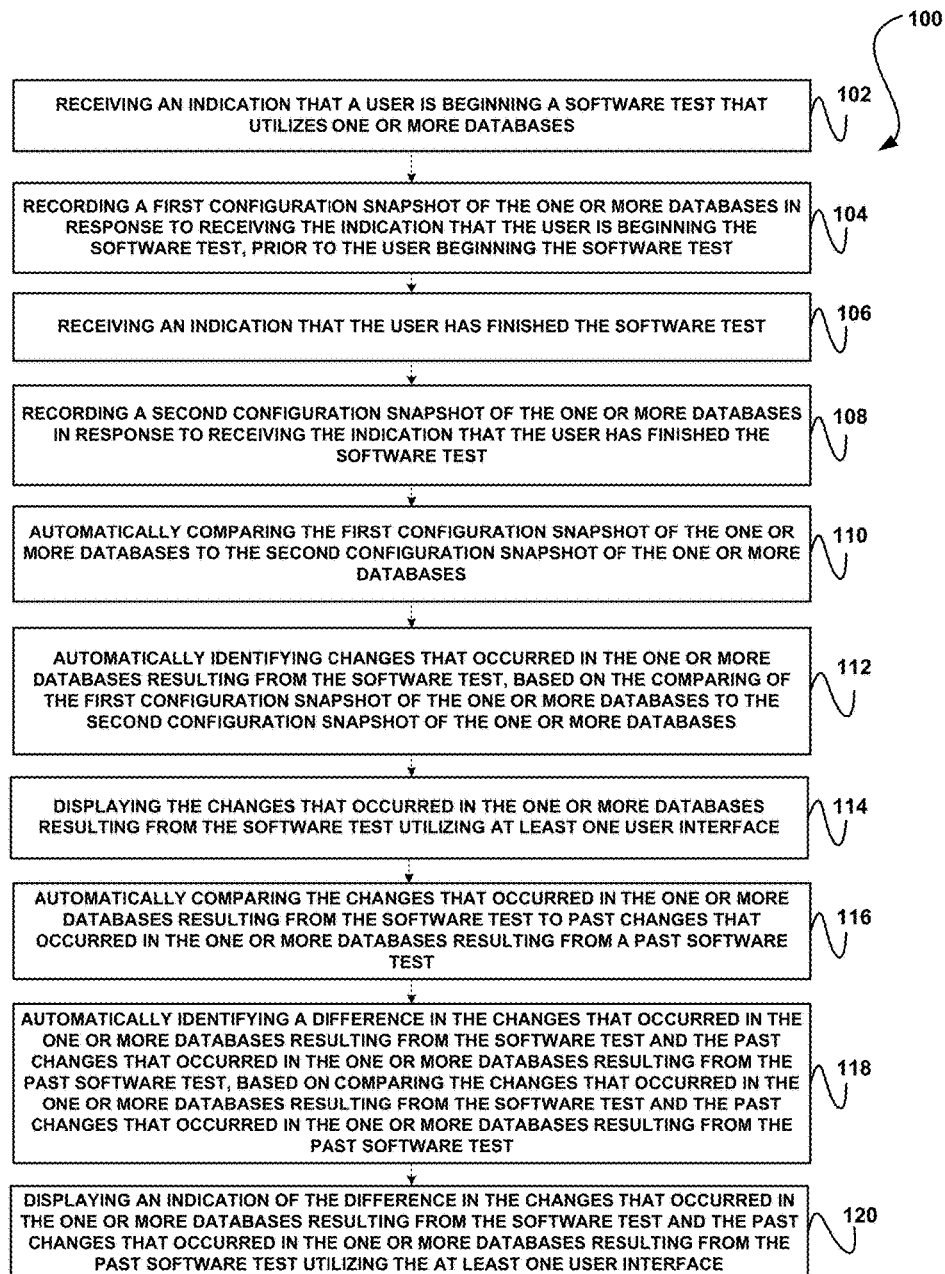 100
RECEIVING AN INDICATION THAT A USER IS BEGINNING A SOFTWARE TEST THAT
UTILIZES ONE OR MORE DATABASES
102
RECORDING A FIRST CONFIGURATION SNAPSHOT OF THE ONE OR MORE DATABASES IN
RESPONSE TO RECEIVING THE INDICATION THAT THE USER IS BEGINNING THE
SOFTWARE TEST, PRIOR TO THE USER BEGINNING THE SOFTWARE TEST
104
RECEIVING AN INDICATION THAT THE USER HAS FINISHED THE SOFTWARE TEST
106
RECORDING A SECOND CONFIGURATION SNAPSHOT OF THE ONE OR MORE DATABASES
IN RESPONSE TO RECEIVING THE INDICATION THAT THE USER HAS FINISHED THE
SOFTWARE TEST
108
AUTOMATICALLY COMPARING THE FIRST CONFIGURATION SNAPSHOT OF THE ONE OR
MORE DATABASES TO THE SECOND CONFIGURATION SNAPSHOT OF THE ONE OR MORE
DATABASES
110
AUTOMATICALLY IDENTIFYING CHANGES THAT OCCURRED IN THE ONE OR MORE
DATABASES RESULTING FROM THE SOFTWARE TEST, BASED ON THE COMPARING OF
THE FIRST CONFIGURATION SNAPSHOT OF THE ONE OR MORE DATABASES TO THE
SECOND CONFIGURATION SNAPSHOT OF THE ONE OR MORE DATABASES
112
DISPLAYING THE CHANGES THAT OCCURRED IN THE ONE OR MORE DATABASES
RESULTING FROM THE SOFTWARE TEST UTILIZING AT LEAST ONE USER INTERFACE
114
AUTOMATICALLY COMPARING THE CHANGES THAT OCCURRED IN THE ONE OR MORE
DATABASES RESULTING FROM THE SOFTWARE TEST TO PAST CHANGES THAT
OCCURRED IN THE ONE OR MORE DATABASES RESULTING FROM A PAST SOFTWARE
TEST
116
AUTOMATICALLY IDENTIFYING A DIFFERENCE IN THE CHANGES THAT OCCURRED IN THE
ONE OR MORE DATABASES RESULTING FROM THE SOFTWARE TEST AND THE PAST
CHANGES THAT OCCURRED IN THE ONE OR MORE DATABASES RESULTING FROM THE
PAST SOFTWARE TEST, BASED ON COMPARING THE CHANGES THAT OCCURRED IN THE
ONE OR MORE DATABASES RESULTING FROM THE SOFTWARE TEST AND THE PAST
CHANGES THAT OCCURRED IN THE ONE OR MORE DATABASES RESULTING FROM THE
PAST SOFTWARE TEST
118
DISPLAYING AN INDICATION OF THE DIFFERENCE IN THE CHANGES THAT OCCURRED IN
THE ONE OR MORE DATABASES RESULTING FROM THE SOFTWARE TEST AND THE PAST
CHANGES THAT OCCURRED IN THE ONE OR MORE DATABASES RESULTING FROM THE
PAST SOFTWARE TEST UTILIZING THE AT LEAST ONE USER INTERFACE
120